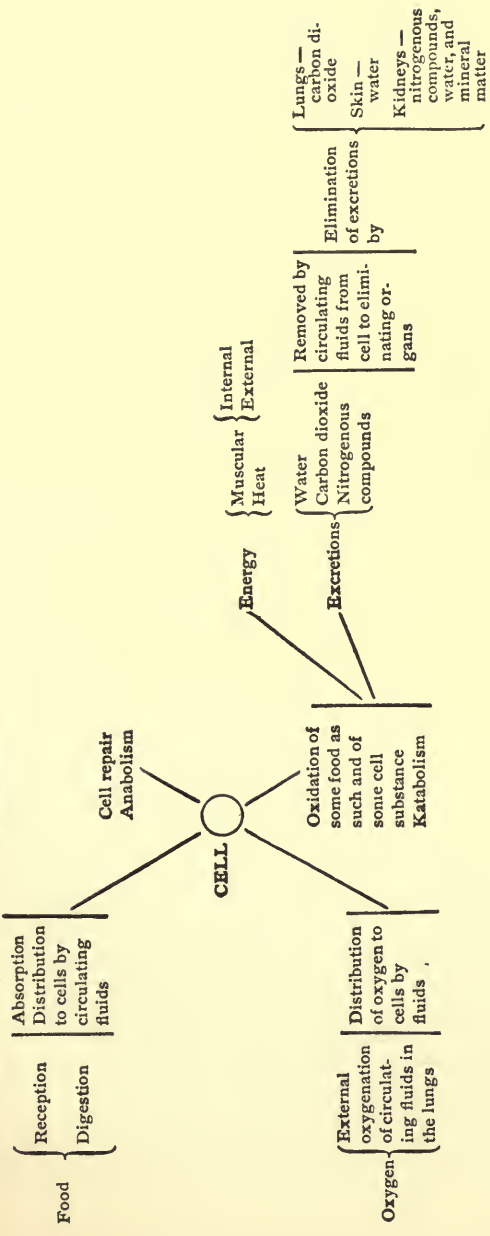 Food
Reception
Digestion
Absorption
Distribution
to cells by
circulating
fluids
Oxygen
External
oxygenation
of circulat-
ing fluids in
the lungs
Distribution
of oxygen to
cells by
fluids
CELL
Cell repair
Anabolism
Oxidation of
some food as
such and of
some cell
substance
Katabolism
Energy
Muscular
Heat
Internal
External
Excretions
Water
Carbon dioxide
Nitrogenous
compounds
Removed by
circulating
fluids from
cell to elimi-
nating or-
gans
Elimination
of excretions
by
Lungs —
carbon di-
oxide
Skin —
water
Kidneys —
nitrogenous
compounds,
water, and
mineral
matter